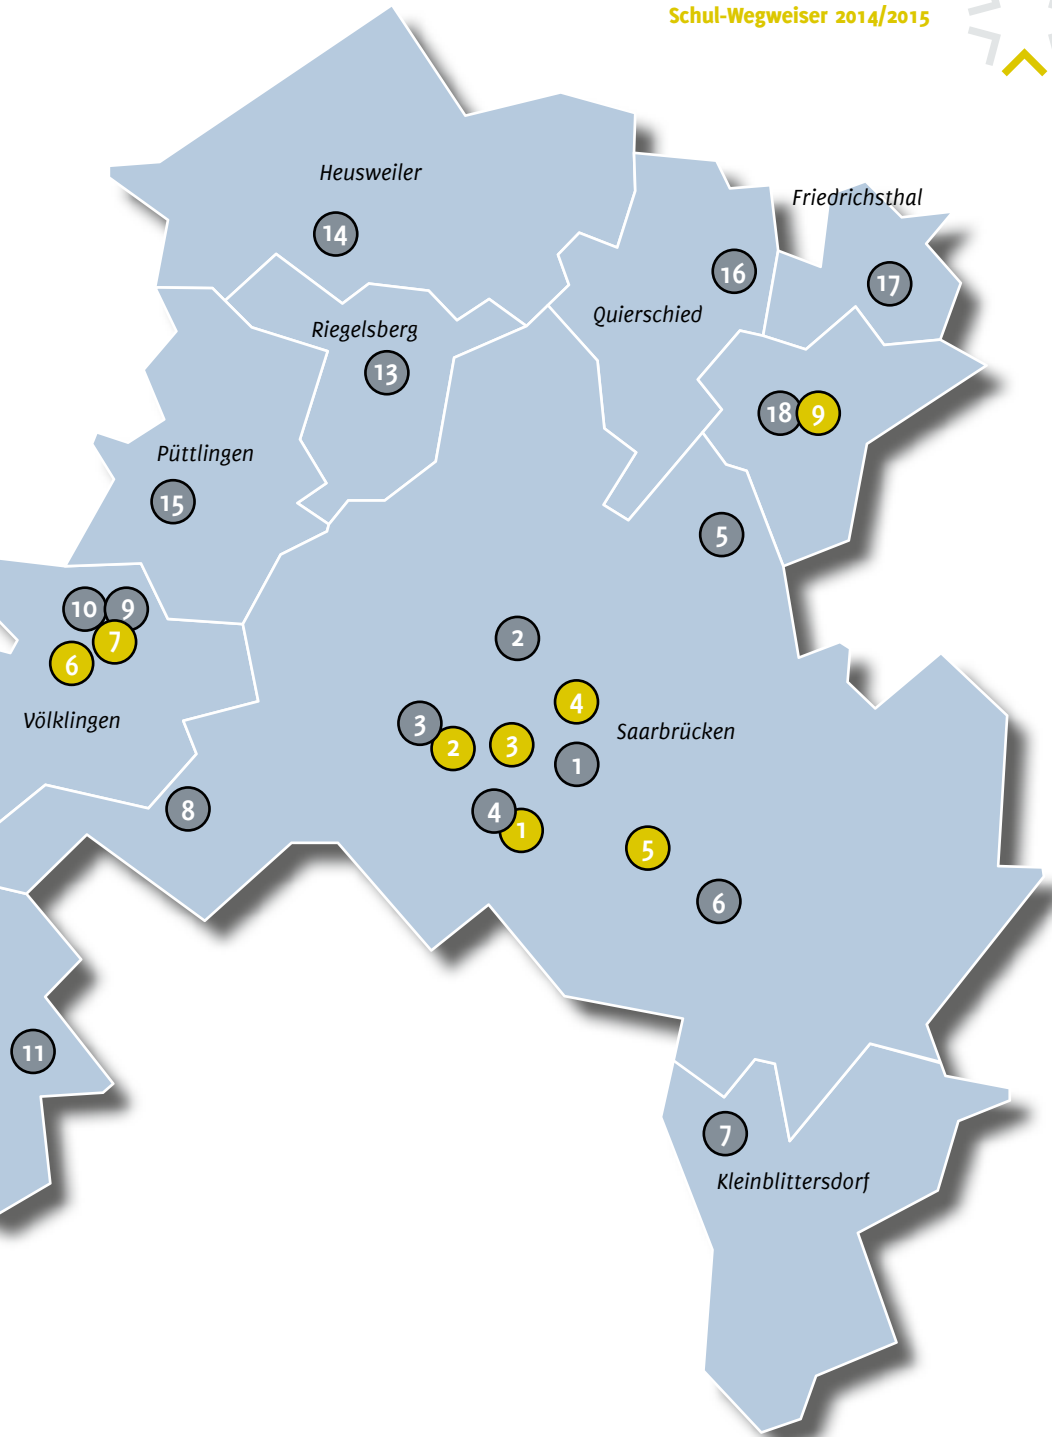 Schul-Wegweiser 2014/2015
Heusweiler
Friedrichsthal
14
16
17
Quierschied
Riegelsberg
13
18
9
Püttlingen
15
5
10
9
7
6
2
4
Völklingen
3
2
3
Saarbrücken
1
8
4
1
5
6
11
7
Kleinblittersdorf